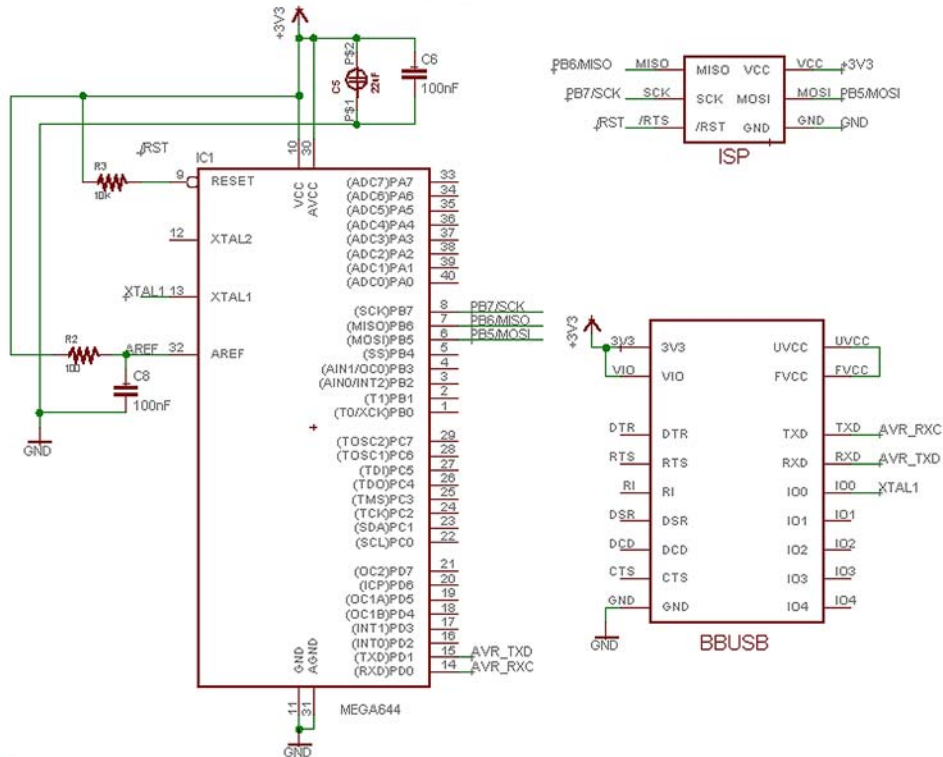 +3V3
P$2
C5
22uF
P$1
C6
100nF
/RST
IC1
R3
10k
9
RESET
10
30
VCC
AVCC
12
XTAL2
XTAL1
13
XTAL1
R2
100
AREF
32
AREF
C8
100nF
GND
(ADC7)PA7 33
(ADC6)PA6 34
(ADC5)PA5 35
(ADC4)PA4 36
(ADC3)PA3 37
(ADC2)PA2 38
(ADC1)PA1 39
(ADC0)PA0 40
(SCK)PB7 8 PB7/SCK
(MISO)PB6 7 PB6/MISO
(MOSI)PB5 6 PB5/MOSI
(SS)PB4 5
(AIN1/OC0)PB3 4
(AIN0/INT2)PB2 3
(T1)PB1 2
(T0/XCK)PB0 1
(TOSC2)PC7 29
(TOSC1)PC6 28
(TDI)PC5 27
(TDO)PC4 26
(TMS)PC3 25
(TCK)PC2 24
(SDA)PC1 23
(SCL)PC0 22
(OC2)PD7 21
(ICP)PD6 20
(OC1A)PD5 19
(OC1B)PD4 18
(INT1)PD3 17
(INT0)PD2 16
(TXD)PD1 15 AVR_TXD
(RXD)PD0 14 AVR_RXC
GND
AGND
11
31
MEGA644
GND
PB6/MISO MISO MISO VCC VCC +3V3
PB7/SCK SCK SCK MOSI MOSI PB5/MOSI
/RST /RTS /RST GND GND GND
ISP
+3V3
3V3 3V3 UVCC UVCC
VIO VIO FVCC FVCC
DTR DTR TXD TXD AVR_RXC
RTS RTS RXD RXD AVR_TXD
RI RI IO0 IO0 XTAL1
DSR DSR IO1 IO1
DCD DCD IO2 IO2
CTS CTS IO3 IO3
GND GND IO4 IO4
GND
BBUSB